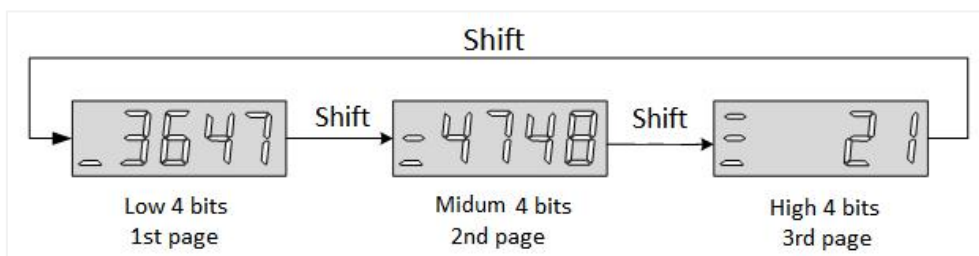 Shift
_3647
Shift
4748
Shift
21
Low 4 bits
1st page
Midum 4 bits
2nd page
High 4 bits
3rd page